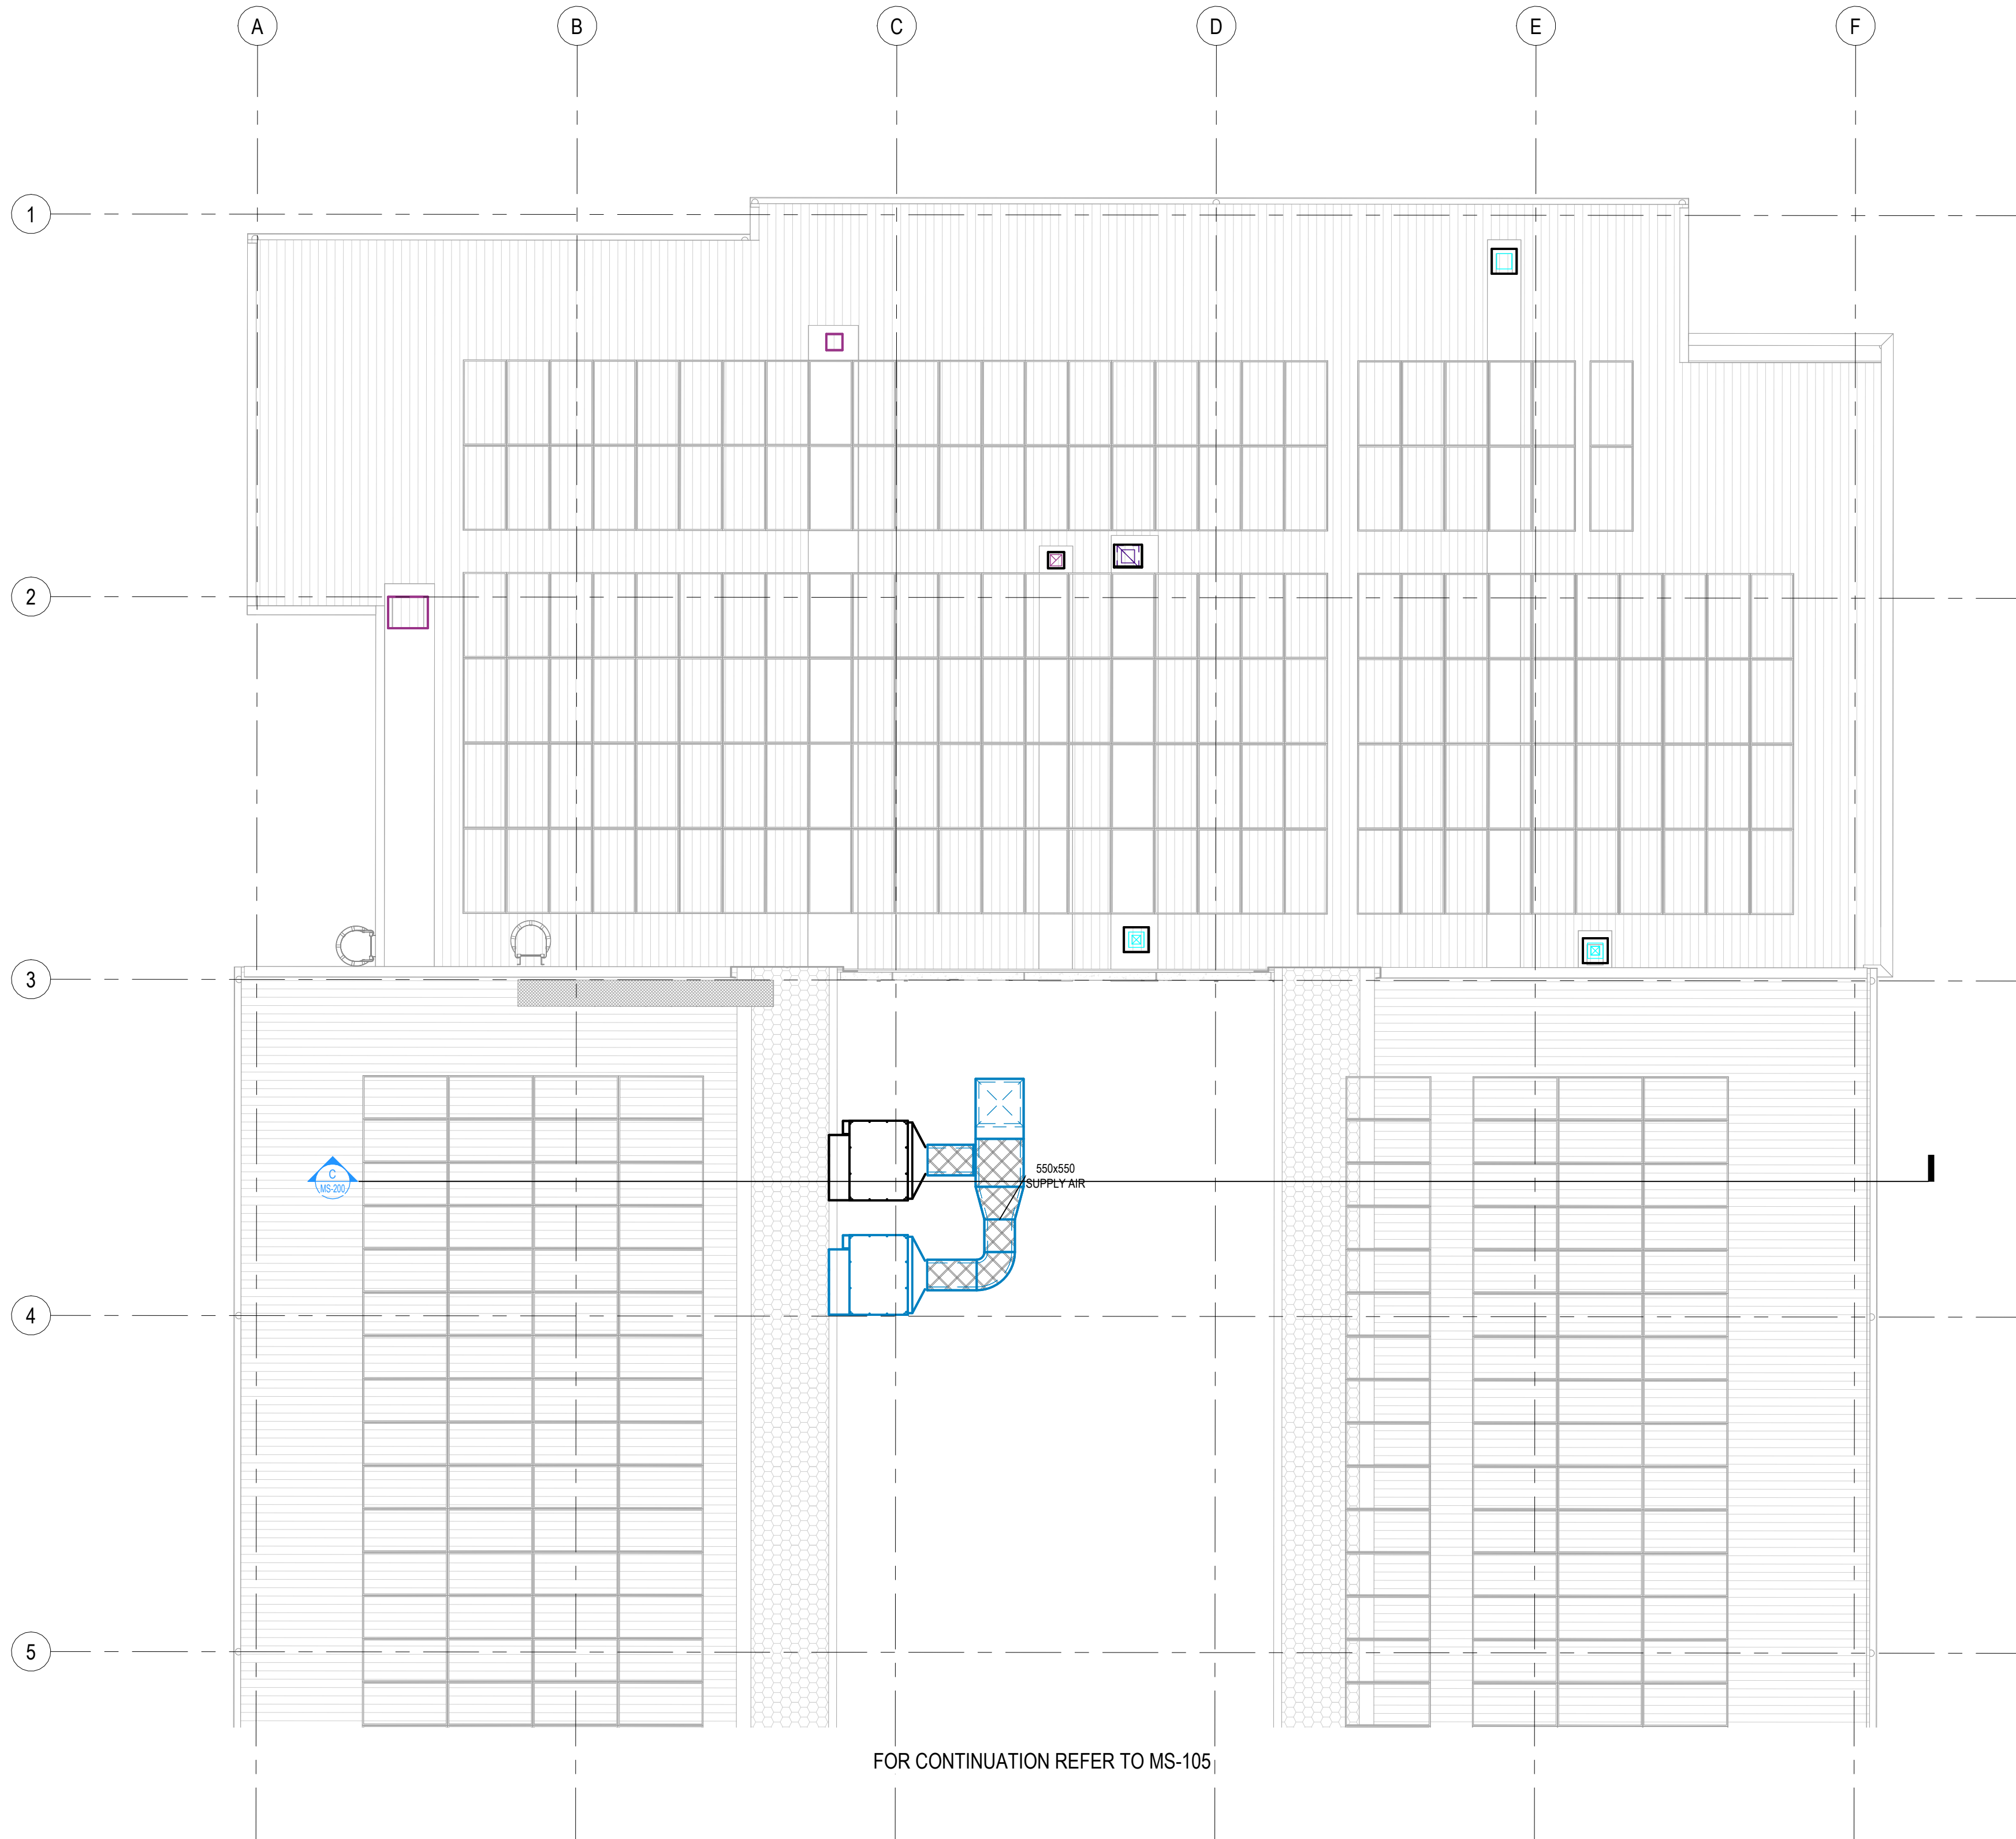 A
B
C
D
E
F
1
2
3
C
MS-200
550x550
SUPPLY AIR
4
5
FOR CONTINUATION REFER TO MS-105